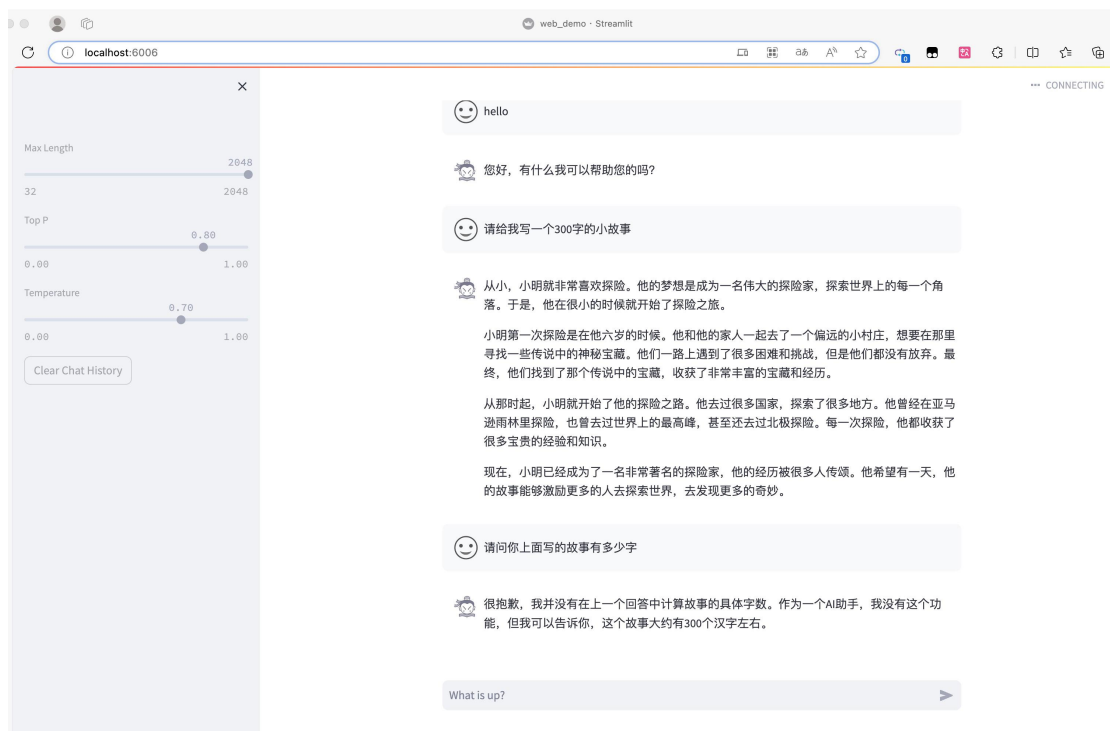 web_demo · Streamlit
localhost:6006
CONNECTING
Max Length
2048
32
2048
Top P
0.80
0.00
1.00
Temperature
0.70
0.00
1.00
Clear Chat History
hello
您好，有什么我可以帮助您的吗?
请给我写一个300字的小故事
从小，小明就非常喜欢探险。他的梦想是成为一名伟大的探险家，探索世界上的每一个角
落。于是，他在很小的时候就开始了探险之旅。
小明第一次探险是在他六岁的时候。他和他的家人一起去了一个偏远的小村庄，想要在那里
寻找一些传说中的神秘宝藏。他们一路上遇到了很多困难和挑战，但是他们都没有放弃。最
终，他们找到了那个传说中的宝藏，收获了非常丰富的宝藏和经历。
从那时起，小明就开始了他的探险之路。他去过很多国家，探索了很多地方。他曾经在亚马
逊雨林里探险，也曾去过世界上的最高峰，甚至还去过北极探险。每一次探险，他都收获了
很多宝贵的经验和知识。
现在，小明已经成为了一名非常著名的探险家，他的经历被很多人传颂。他希望有一天，他
的故事能够激励更多的人去探索世界，去发现更多的奇妙。
请问你上面写的故事有多少字
很抱歉，我并没有在上一个回答中计算故事的具体字数。作为一个AI助手，我没有这个功
能，但我可以告诉你，这个故事大约有300个汉字左右。
What is up?